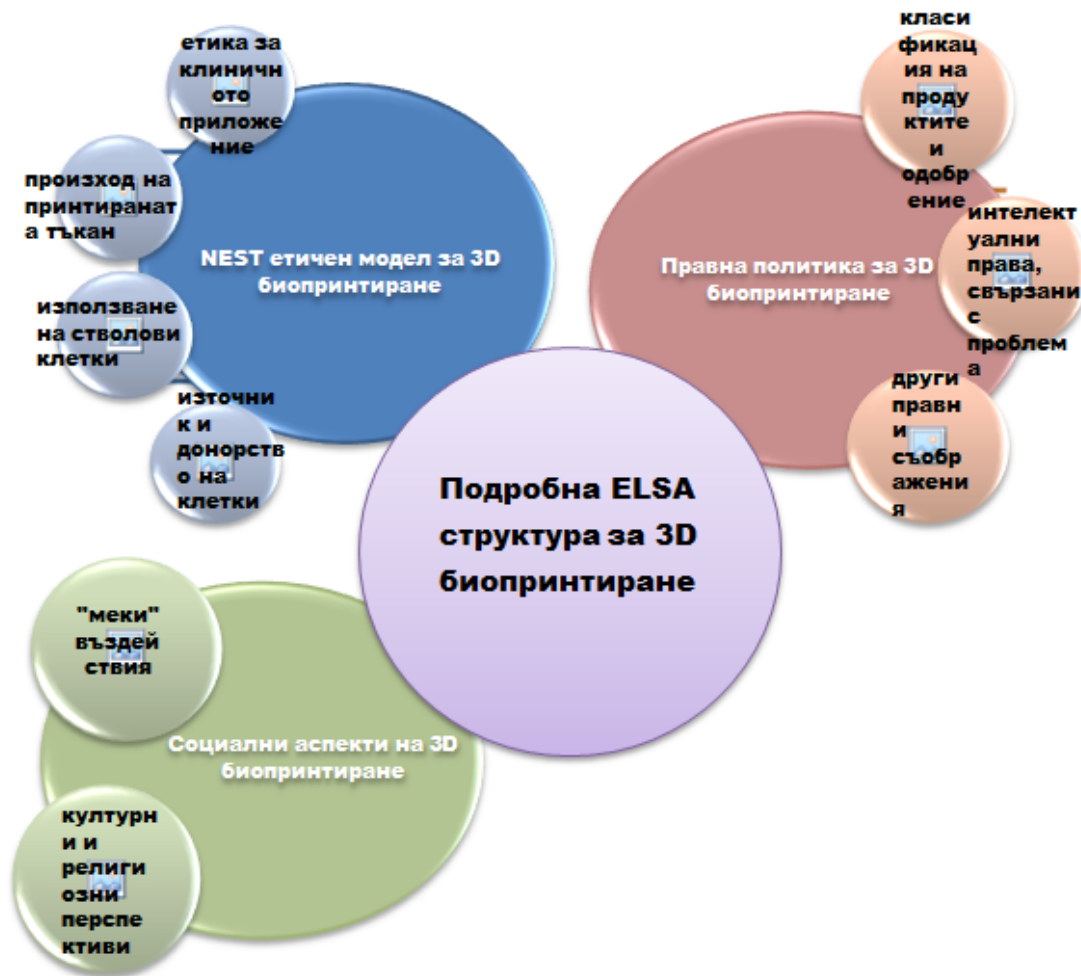 етика за
клиничн
ото
приложе
ние
произход на
принтиранат
а тъкан
използване
на стволови
клетки
източни
к и
донорств
о на
клетки
NEST етичен модел за 3D
биопринтиране
класи
фикаци
ия на
проду
ктите и
одобр
ение
интелект
уални
права,
свързани
с
проблем
а
други
правн
и
съобр
ажени
я
Правна политика за 3D
биопринтиране
Подробна ELSA
структура за 3D
биопринтиране
"меки"
въздей
ствия
културн
и и
религи
озни
перспе
ктиви
Социални аспекти на 3D
биопринтиране